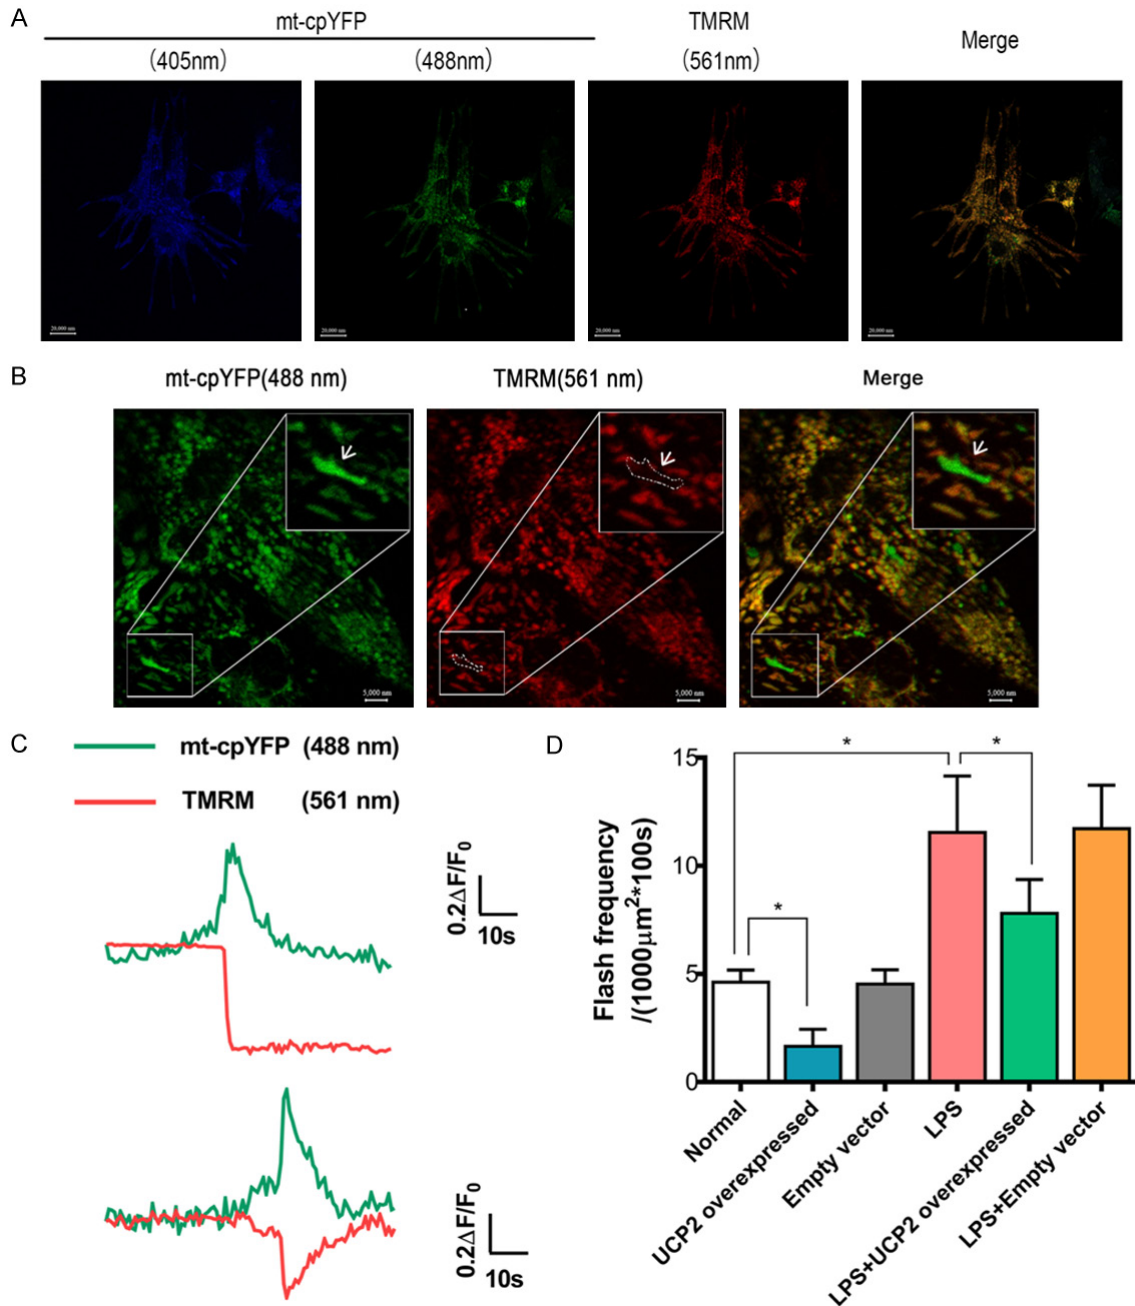 A
mt-cpYFP
TMRM
Merge
(405nm)
(488nm)
(561nm)
20,000 nm
20,000 nm
20,000 nm
20,000 nm
B
mt-cpYFP(488 nm)
TMRM(561 nm)
Merge
5,000 nm
5,000 nm
5,000 nm
C
mt-cpYFP (488 nm)
TMRM (561 nm)
0.2ΔF/F0
10s
0.2ΔF/F0
10s
D
Flash frequency
/(1000μm2*100s)
15
10
5
0
*
*
*
Normal
UCP2 overexpressed
Empty vector
LPS
LPS+UCP2 overexpressed
LPS+Empty vector